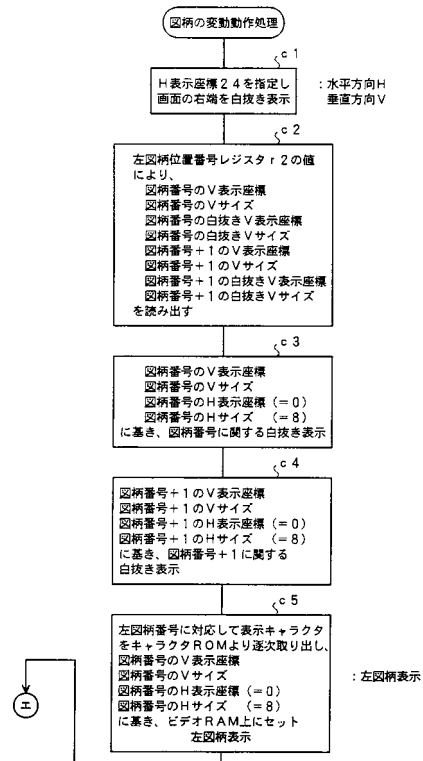 図柄の変動動作処理
c1
H表示座標24を指定し
画面の右端を白抜き表示
：水平方向H
垂直方向V
c2
左図柄位置番号レジスタr2の値
により、
図柄番号のV表示座標
図柄番号のVサイズ
図柄番号の白抜きV表示座標
図柄番号の白抜きVサイズ
図柄番号+1のV表示座標
図柄番号+1のVサイズ
図柄番号+1の白抜きV表示座標
図柄番号+1の白抜きVサイズ
を読み出す
c3
図柄番号のV表示座標
図柄番号のVサイズ
図柄番号のH表示座標（=0）
図柄番号のHサイズ （=8）
に基き、図柄番号に関する白抜き表示
c4
図柄番号+1のV表示座標
図柄番号+1のVサイズ
図柄番号+1のH表示座標（=0）
図柄番号+1のHサイズ （=8）
に基き、図柄番号+1に関する
白抜き表示
c5
左図柄番号に対応して表示キャラクタ
をキャラクタROMより逐次取り出し、
図柄番号のV表示座標
図柄番号のVサイズ
図柄番号のH表示座標（=0）
図柄番号のHサイズ （=8）
に基き、ビデオRAM上にセット
左図柄表示
：左図柄表示
エ